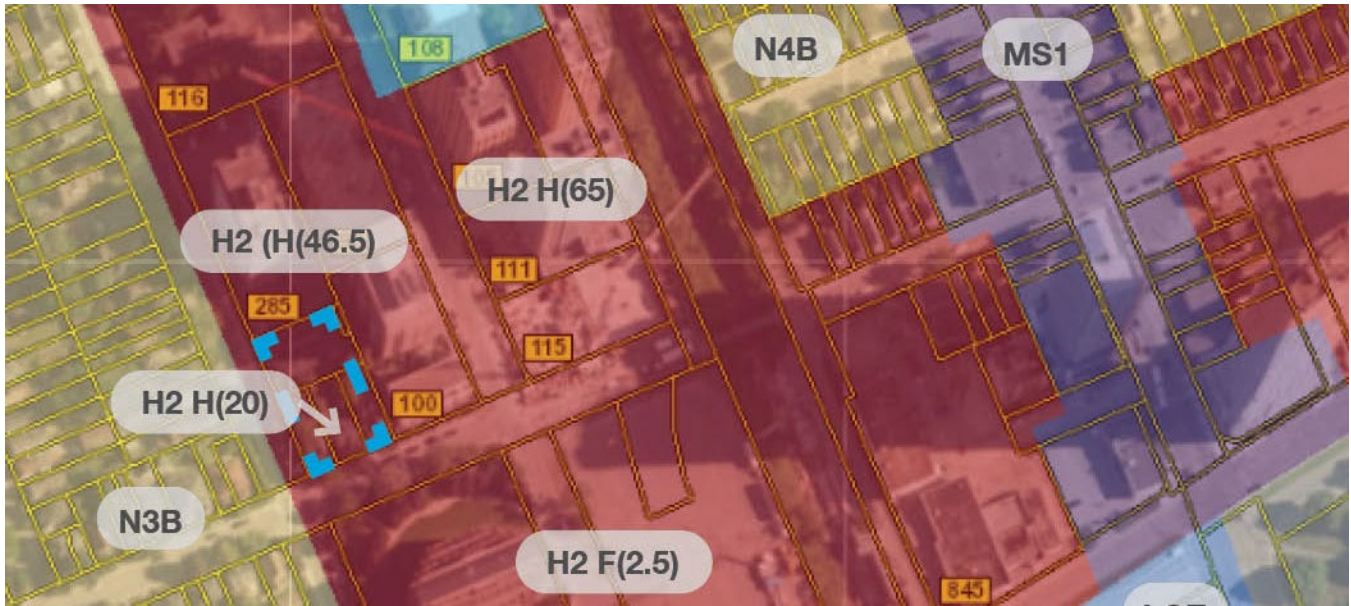 108
N4B
MS1
116
H2 H(65)
H2 (H(46.5)
111
285
115
H2 H(20)
100
N3B
H2 F(2.5)
845